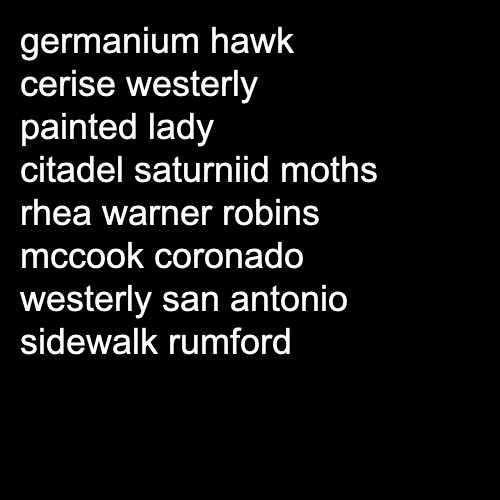 germanium hawk
cerise westerly
painted lady
citadel saturniid moths
rhea warner robins
mccook coronado
westerly san antonio
sidewalk rumford